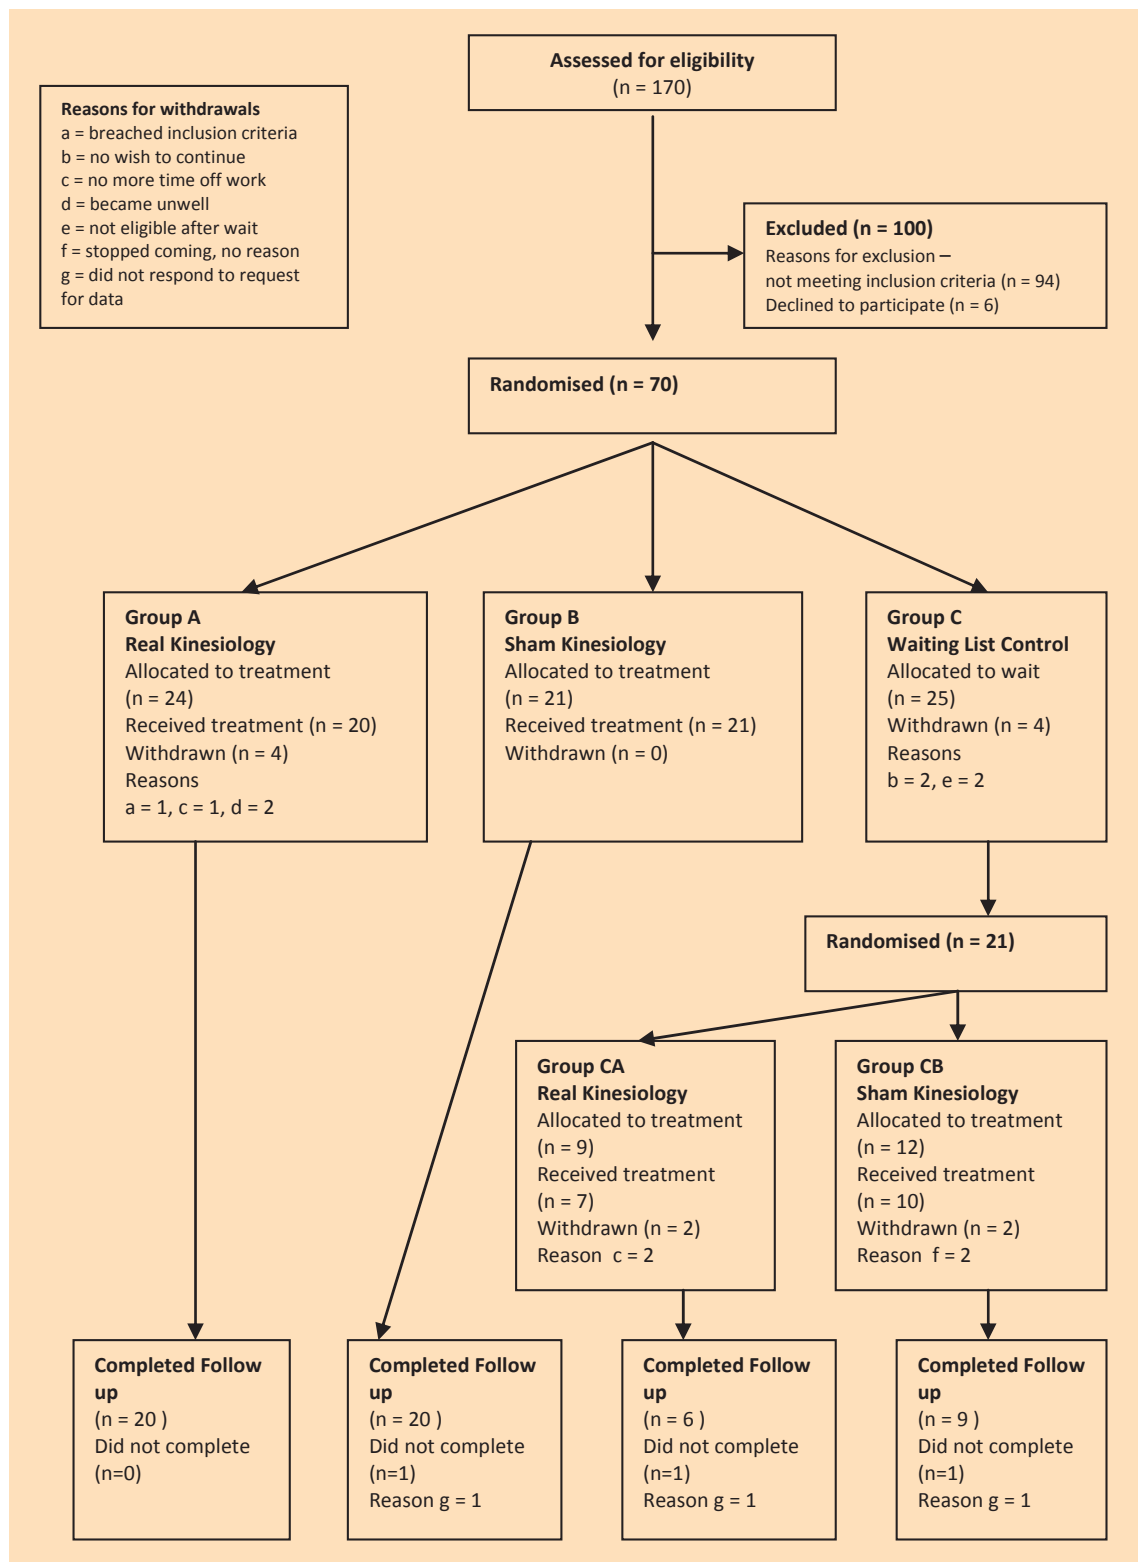 Assessed for eligibility
(n = 170)
Reasons for withdrawals
a = breached inclusion criteria
b = no wish to continue
c = no more time off work
d = became unwell
e = not eligible after wait
f = stopped coming, no reason
g = did not respond to request
for data
Excluded (n = 100)
Reasons for exclusion –
not meeting inclusion criteria (n = 94)
Declined to participate (n = 6)
Randomised (n = 70)
Group A
Real Kinesiology
Allocated to treatment
(n = 24)
Received treatment (n = 20)
Withdrawn (n = 4)
Reasons
a = 1, c = 1, d = 2
Group B
Sham Kinesiology
Allocated to treatment
(n = 21)
Received treatment (n = 21)
Withdrawn (n = 0)
Group C
Waiting List Control
Allocated to wait
(n = 25)
Withdrawn (n = 4)
Reasons
b = 2, e = 2
Randomised (n = 21)
Group CA
Real Kinesiology
Allocated to treatment
(n = 9)
Received treatment
(n = 7)
Withdrawn (n = 2)
Reason  c = 2
Group CB
Sham Kinesiology
Allocated to treatment
(n = 12)
Received treatment
(n = 10)
Withdrawn (n = 2)
Reason  f = 2
Completed Follow
up
(n = 20 )
Did not complete
(n=0)
Completed Follow
up
(n = 20 )
Did not complete
(n=1)
Reason g = 1
Completed Follow
up
(n = 6 )
Did not complete
(n=1)
Reason g = 1
Completed Follow
up
(n = 9 )
Did not complete
(n=1)
Reason g = 1